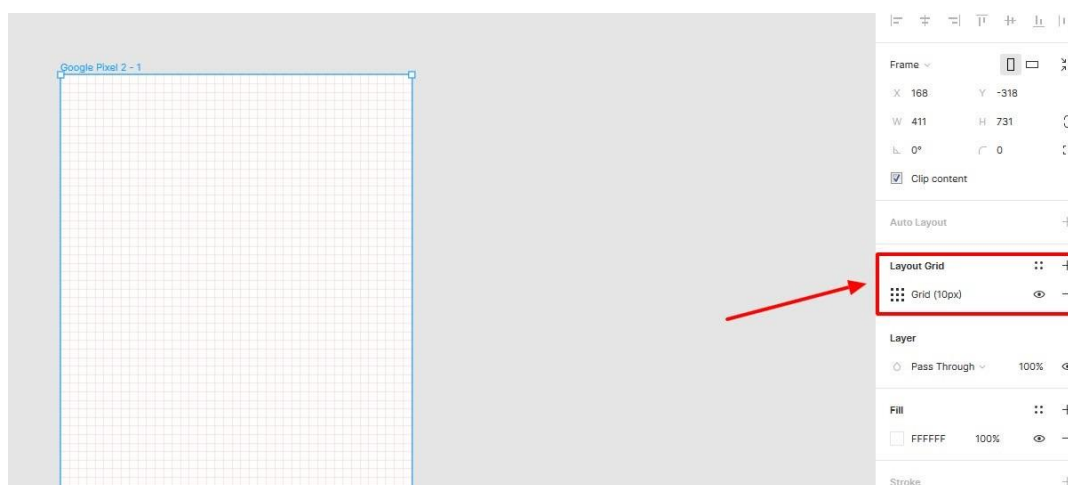 Google Pixel 2 - 1
Frame
X 168 Y -318
W 411 H 731
0° 0
Clip content
Auto Layout
Layout Grid
Grid (10px)
Layer
Pass Through 100%
Fill
FFFFFF 100%
Stroke